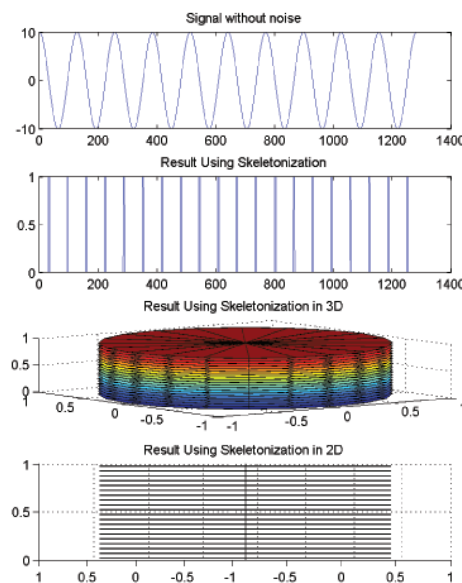 Signal without noise
10
0
-10
0 200 400 600 800 1000 1200 1400
Result Using Skeletonization
1
0.5
0
0 200 400 600 800 1000 1200 1400
Result Using Skeletonization in 3D
1
0.5
0
1 0.5 0 -0.5 -1 -1 -0.5 0 0.5 1
Result Using Skeletonization in 2D
1
0.5
0
1 0.5 0 -0.5 -1 -0.5 0 0.5 1